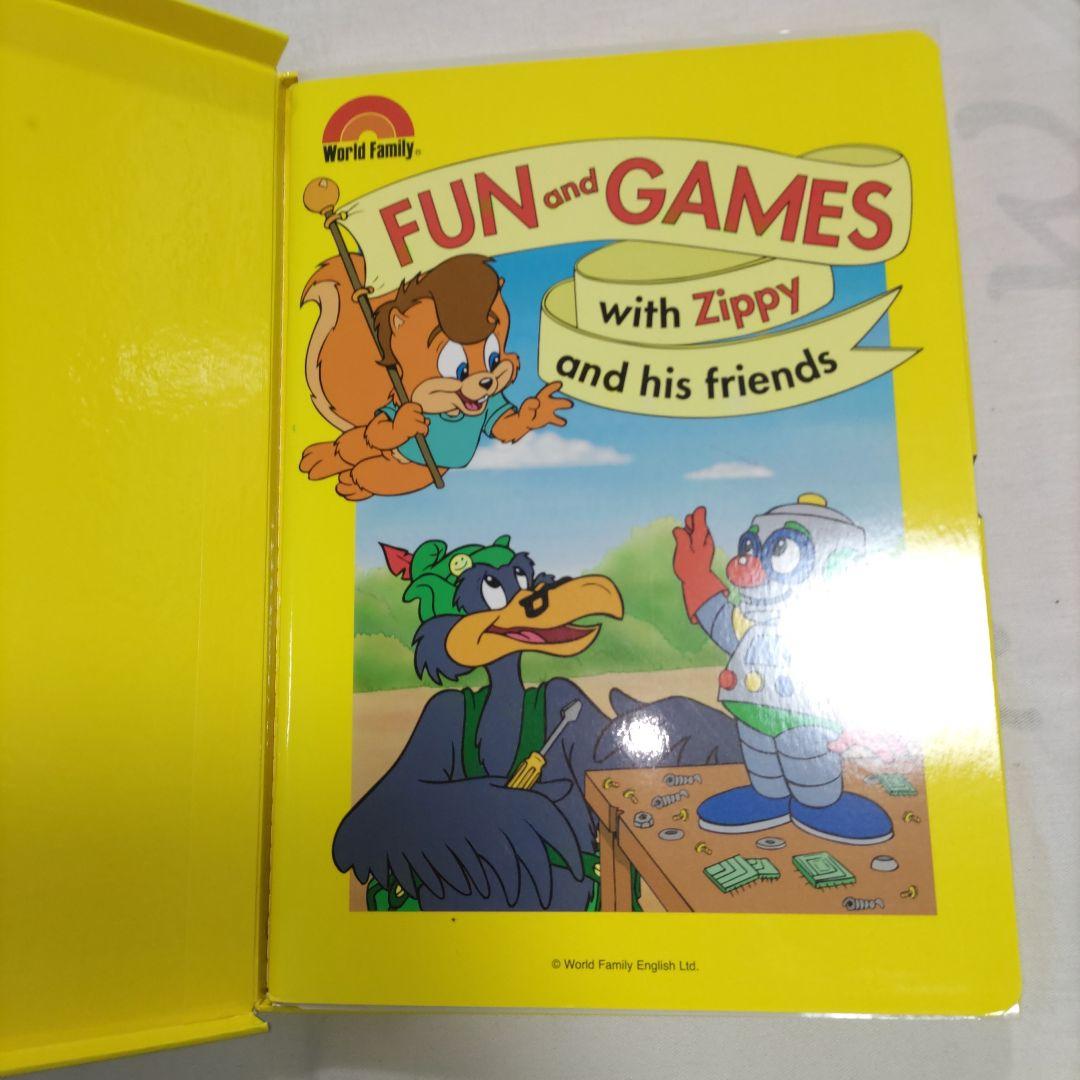 World Family®
FUN and GAMES
with Zippy
and his friends
© World Family English Ltd.